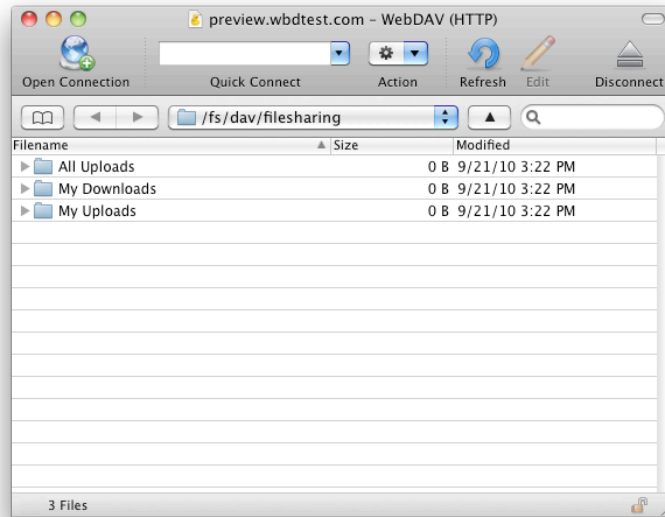 preview.wbdtest.com – WebDAV (HTTP)
Open Connection Quick Connect Action Refresh Edit Disconnect
/fs/dav/filesharing
Filename Size Modified
All Uploads 0 B 9/21/10 3:22 PM
My Downloads 0 B 9/21/10 3:22 PM
My Uploads 0 B 9/21/10 3:22 PM
3 Files